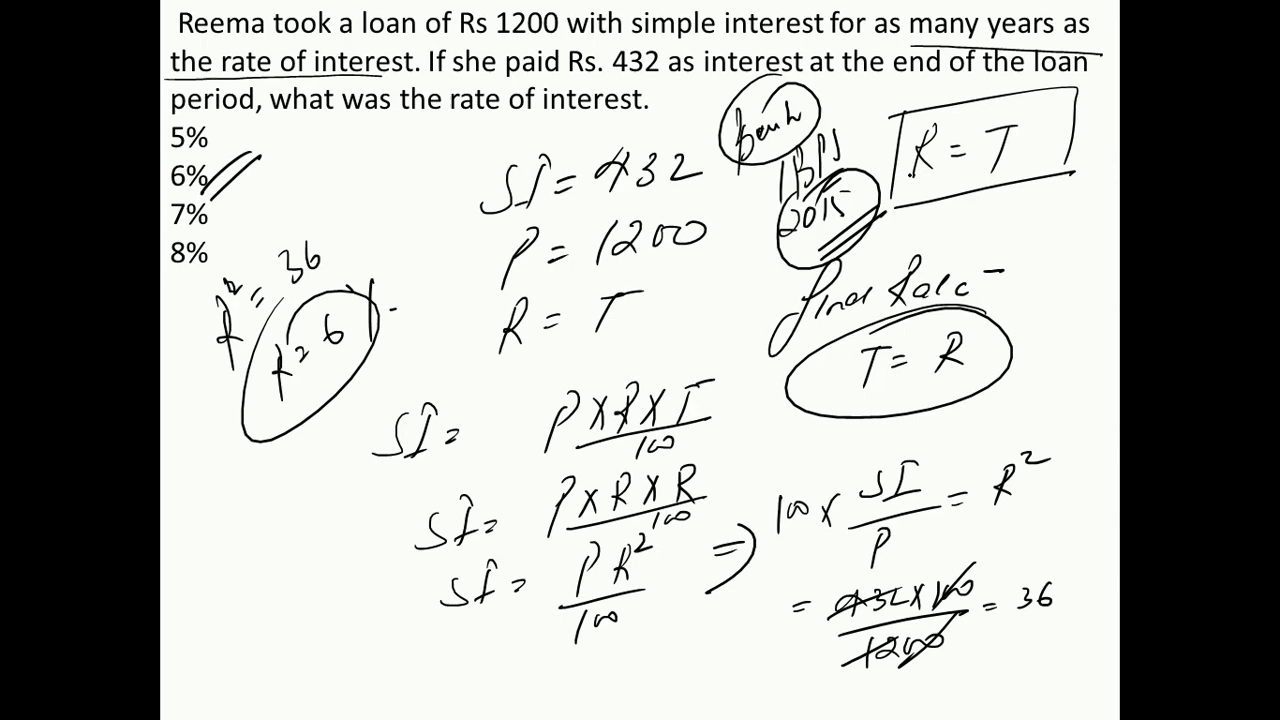 Reema took a loan of Rs 1200 with simple interest for as many years as
the rate of interest. If she paid Rs. 432 as interest at the end of the loan
period, what was the rate of interest.
5%
6%
7%
8%
Bank
IBPS
2015
R = T
SI = 432
P = 1200
R = T
T = R
R² = 36
6
SI = P×R×T/100
SI = P×R×R/100
SI = PR²/100
⇒ 100 × SI/P = R²
= 432×100/1200 = 36